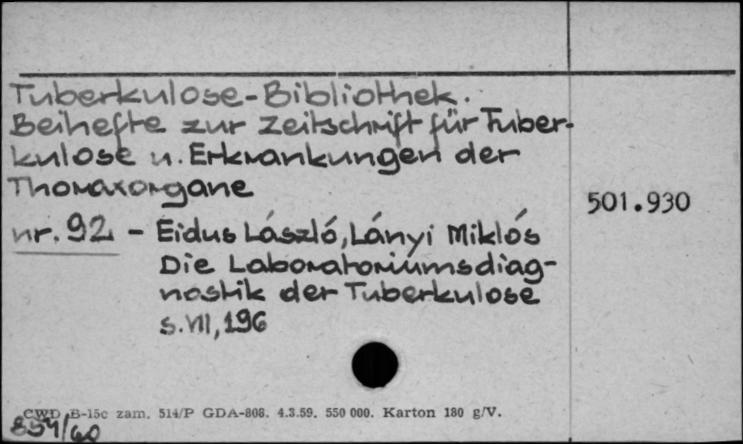 Tuberkulose-Bibliothek.
Beihefte zur Zeitschrift für Tuber-
kulose u. Erkrankungen der
Thoraxorgane
501.930
nr. 92 - Eidus László, Lányi Miklós
Die Laboratoriumsdiag-
nostik der Tuberkulose
s. VII, 196
CWD B-15c zam. 514/P GDA-808. 4.3.59. 550 000. Karton 180 g/V.
854/60